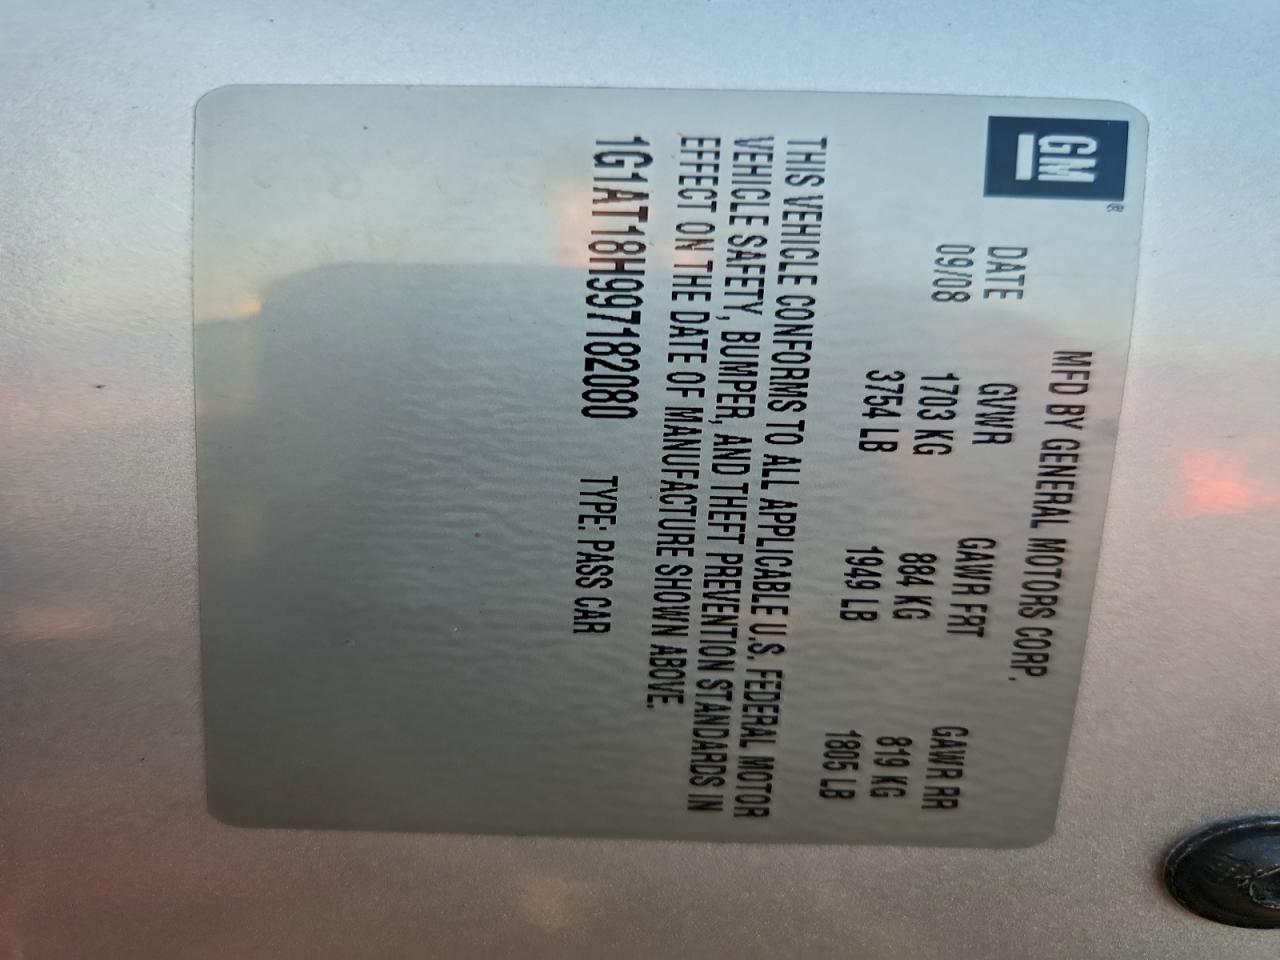 GM®
MFD BY GENERAL MOTORS CORP.
DATE GVWR GAWR FRT GAWR RR
09/08 1703 KG 884 KG 819 KG
3754 LB 1949 LB 1805 LB
THIS VEHICLE CONFORMS TO ALL APPLICABLE U.S. FEDERAL MOTOR
VEHICLE SAFETY, BUMPER, AND THEFT PREVENTION STANDARDS IN
EFFECT ON THE DATE OF MANUFACTURE SHOWN ABOVE.
1G1AT18H997182080 TYPE: PASS CAR